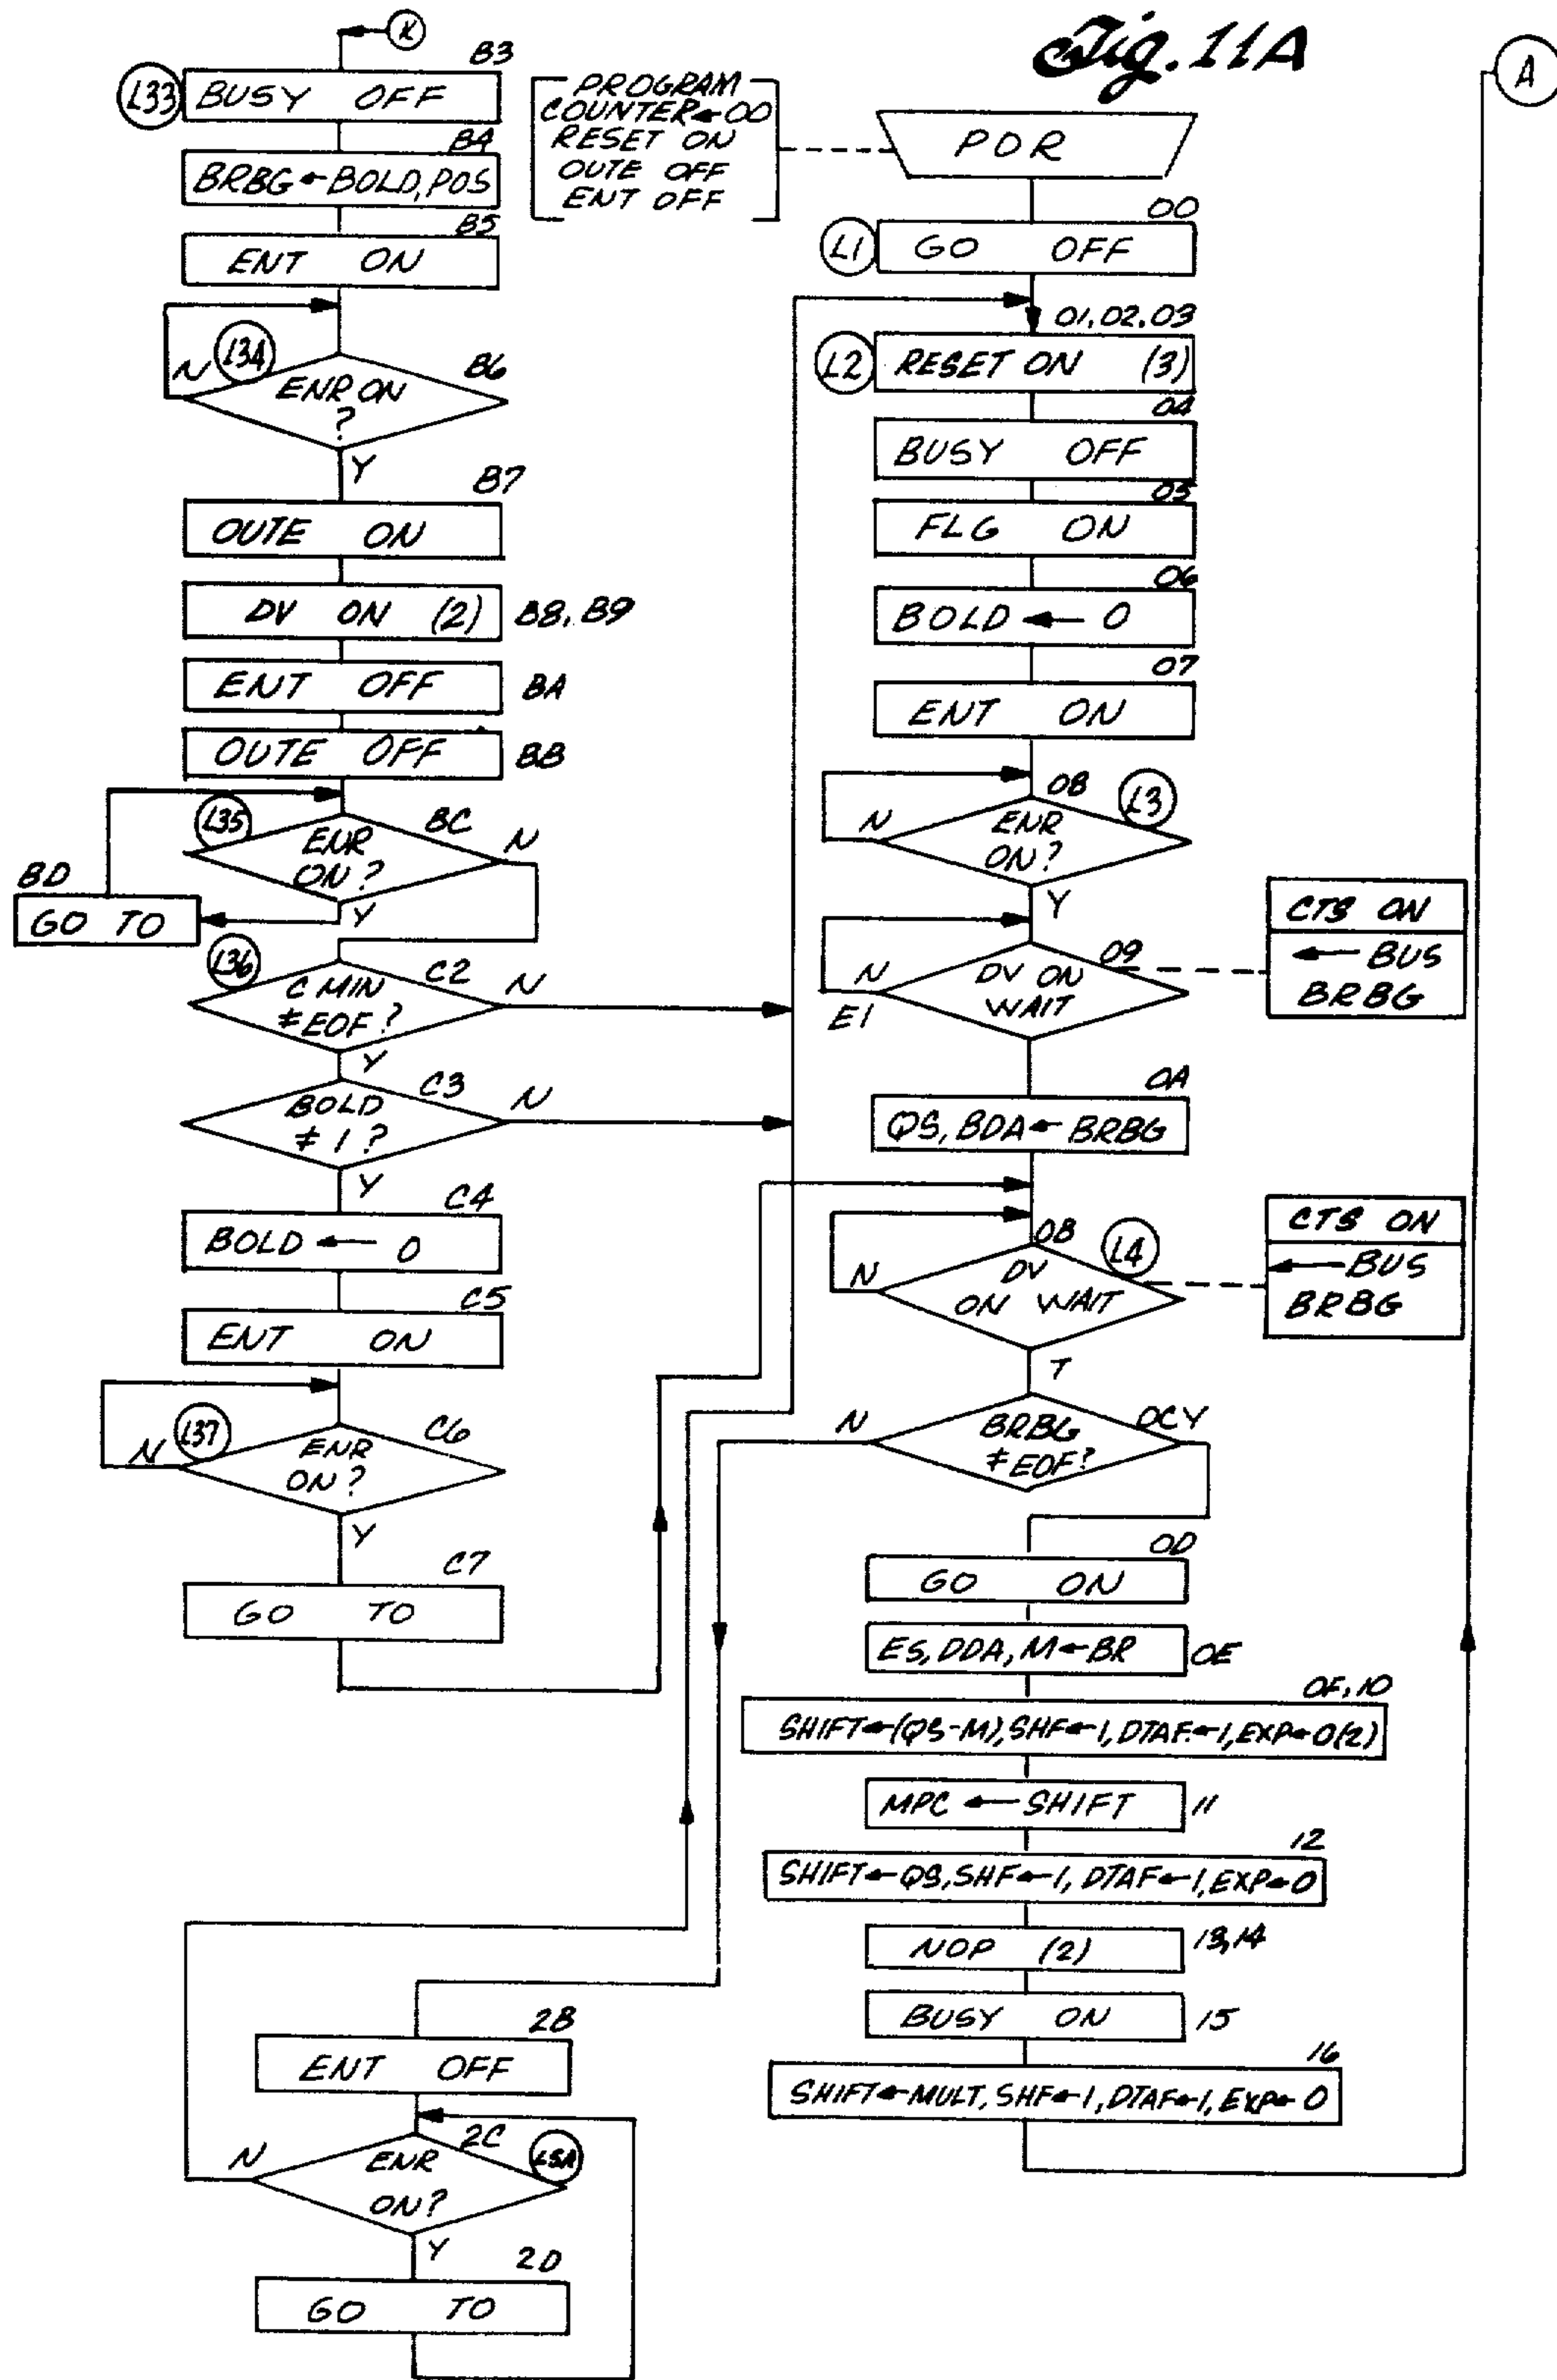 Fig. 11A
K
B3
L33
BUSY OFF
B4
BRBG ← BOLD, POS
B5
ENT ON
L34
B6
N
ENR ON
?
Y
B7
OUTE ON
DV ON (2)
B8, B9
ENT OFF
BA
OUTE OFF
BB
L35
BC
N
ENR
ON?
Y
BD
GO TO
L36
C2
N
C MIN
≠EOF?
Y
C3
N
BOLD
≠ 1 ?
Y
C4
BOLD ← 0
C5
ENT ON
L37
C6
N
ENR
ON?
Y
C7
GO TO
2B
ENT OFF
2C
L5A
N
ENR
ON?
Y
2D
GO TO
PROGRAM
COUNTER←00
RESET ON
OUTE OFF
ENT OFF
POR
00
L1
GO OFF
01,02,03
L2
RESET ON (3)
04
BUSY OFF
05
FLG ON
06
BOLD ← 0
07
ENT ON
08
L3
N
ENR
ON?
Y
09
N
DV ON
WAIT
E1
CTS ON
← BUS
BRBG
0A
QS, BDA ← BRBG
0B
L4
N
DV
ON WAIT
T
CTS ON
← BUS
BRBG
N
BRBG
≠EOF?
0CY
0D
GO ON
ES, DDA, M←BR
0E
0F,10
SHIFT←(QS-M), SHF←1, DTAF←1, EXP←0(2)
MPC ← SHIFT
11
12
SHIFT←QS, SHF←1, DTAF←1, EXP←0
NOP (2)
13,14
BUSY ON
15
16
SHIFT←MULT, SHF←1, DTAF←1, EXP←0
A